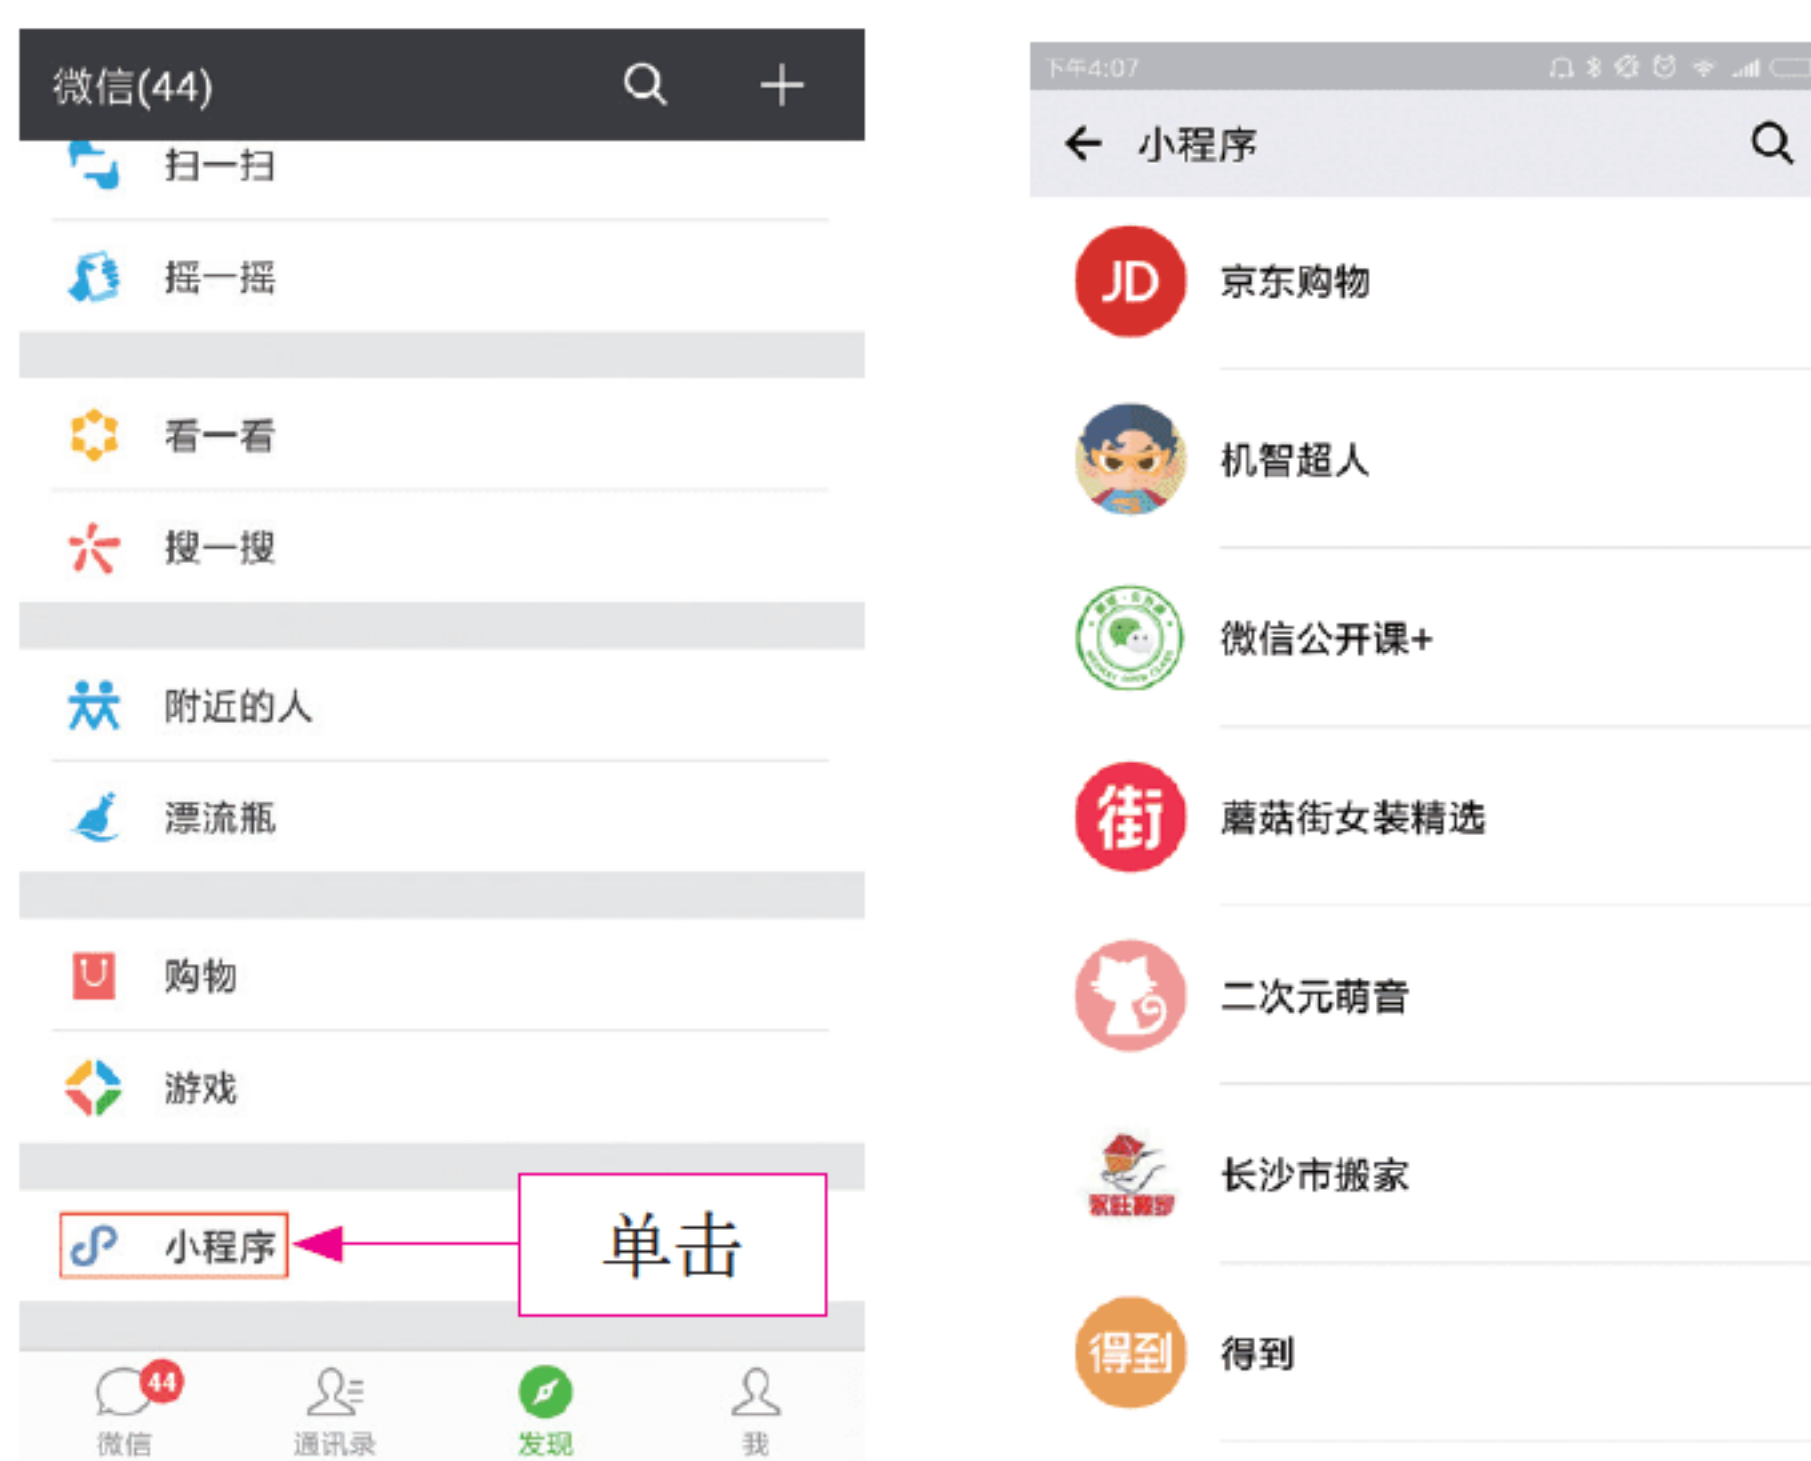 微信(44)
扫一扫
摇一摇
看一看
搜一搜
附近的人
漂流瓶
购物
游戏
小程序
单击
44
微信
通讯录
发现
我
下午4:07
小程序
JD
京东购物
机智超人
微信公开课+
街
蘑菇街女装精选
二次元萌音
长沙市搬家
得到
得到